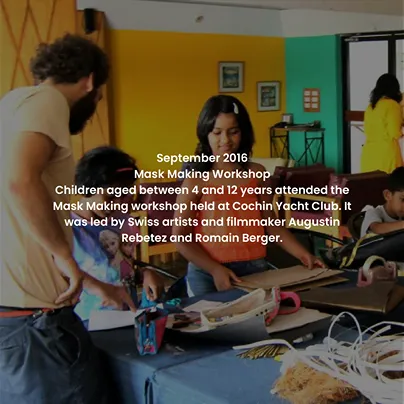 September 2016
Mask Making Workshop
Children aged between 4 and 12 years attended the
Mask Making workshop held at Cochin Yacht Club. It
was led by Swiss artists and filmmaker Augustin
Rebetez and Romain Berger.